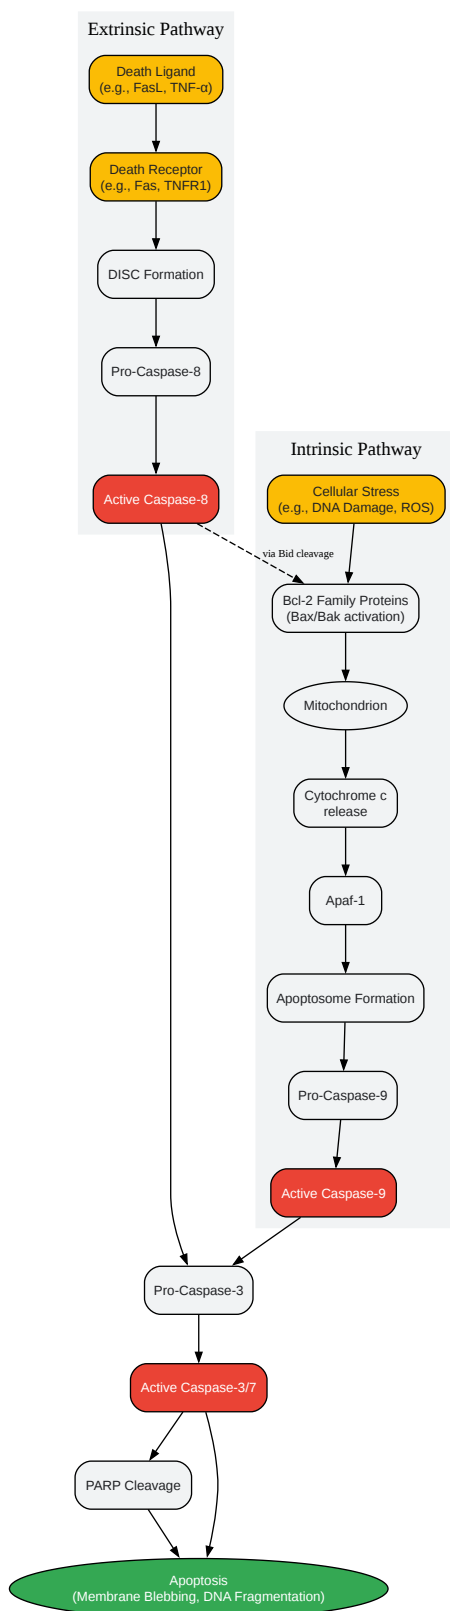 Extrinsic Pathway
Death Ligand
(e.g., FasL, TNF-α)
Death Receptor
(e.g., Fas, TNFR1)
DISC Formation
Pro-Caspase-8
Active Caspase-8
via Bid cleavage
Intrinsic Pathway
Cellular Stress
(e.g., DNA Damage, ROS)
Bcl-2 Family Proteins
(Bax/Bak activation)
Mitochondrion
Cytochrome c
release
Apaf-1
Apoptosome Formation
Pro-Caspase-9
Active Caspase-9
Pro-Caspase-3
Active Caspase-3/7
PARP Cleavage
Apoptosis
(Membrane Blebbing, DNA Fragmentation)